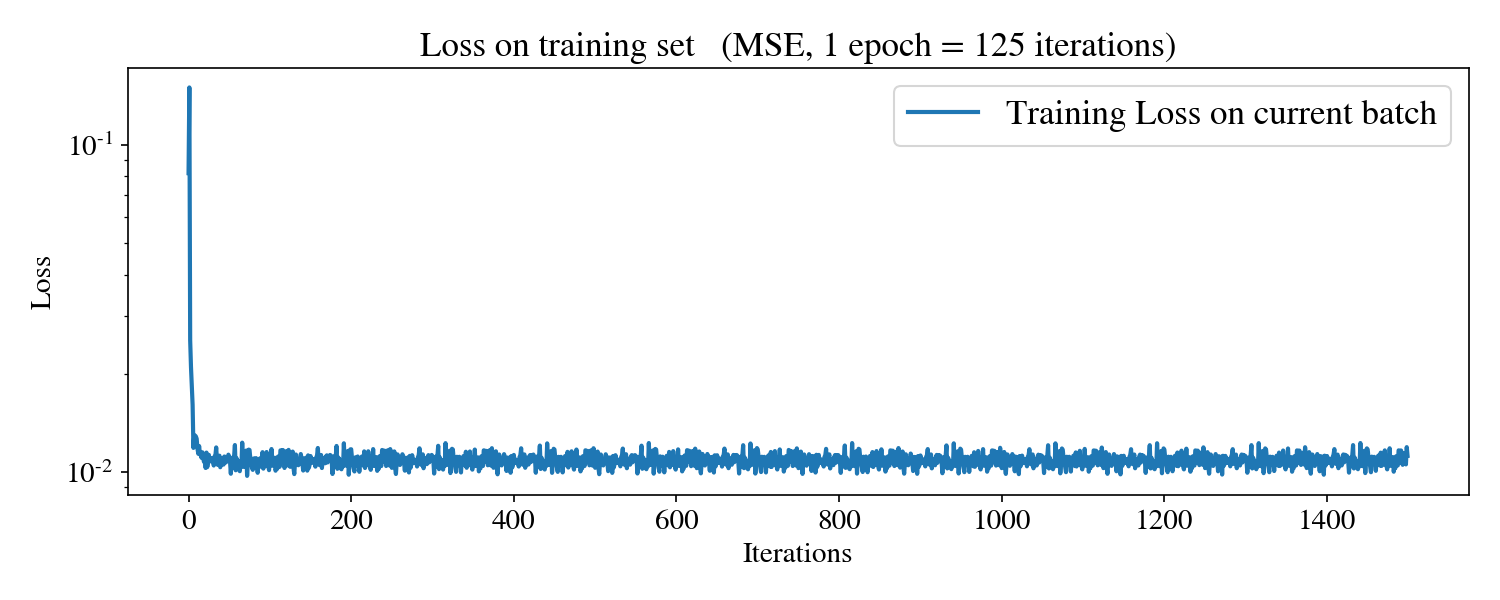 Loss on training set (MSE, 1 epoch = 125 iterations)
Training Loss on current batch
Loss
10^-1
10^-2
0 200 400 600 800 1000 1200 1400
Iterations